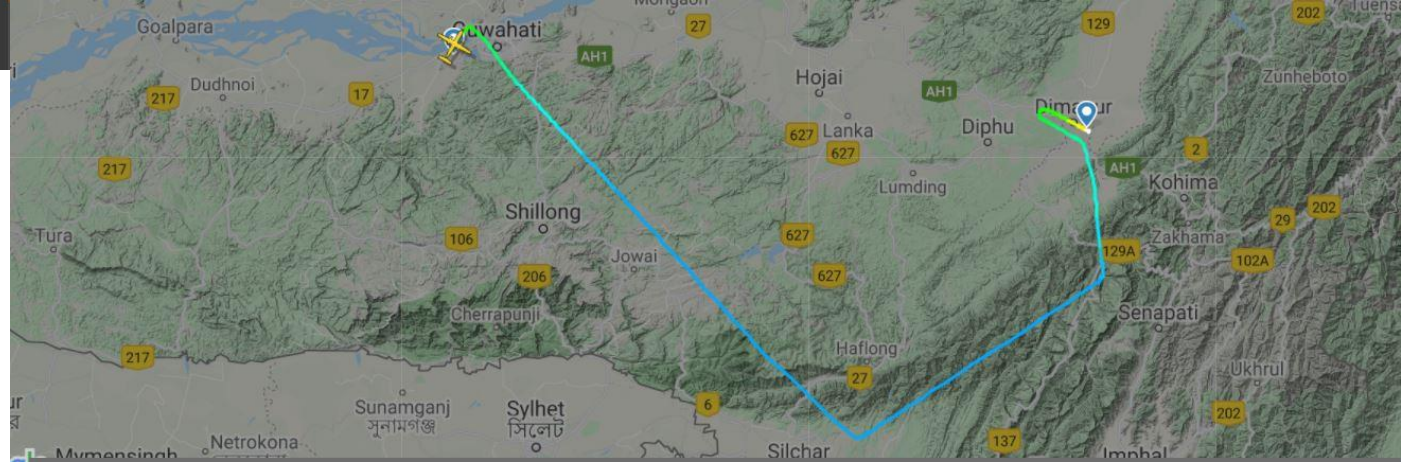 Goalpara
Guwahati
27
129
202
AH1
Dudhnoi
217
17
Hojai
AH1
Dimapur
Zunheboto
627
Lanka
Diphu
217
627
AH1
2
Lumding
Kohima
Shillong
202
29
Tura
106
627
Zakhama
Jowai
129A
102A
206
627
Cherrapunji
Senapati
217
Haflong
27
Ukhrul
Sunamganj
সুনামগঞ্জ
Sylhet
সিলেট
6
202
Netrokona
137
Silchar
Mymensingh
Imphal